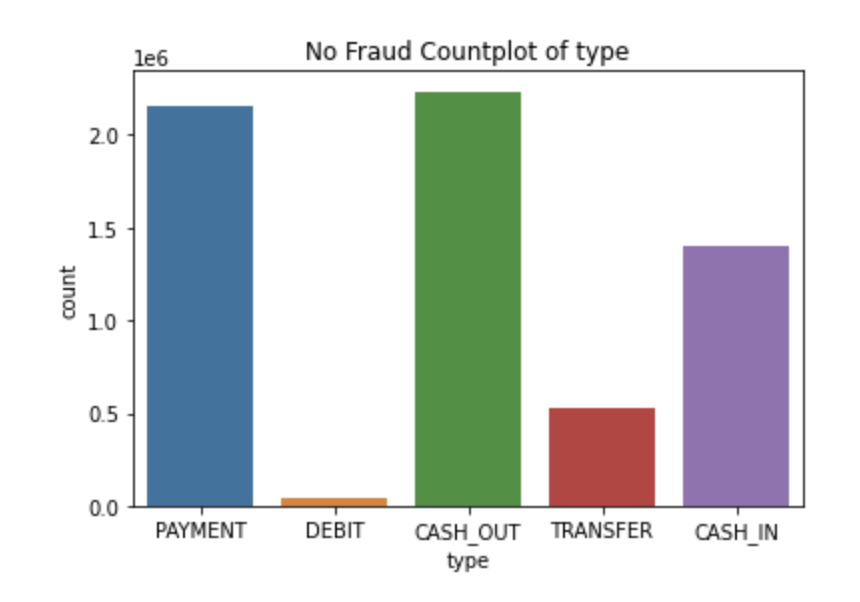 No Fraud Countplot of type
1e6
2.0
1.5
1.0
0.5
0.0
count
PAYMENT DEBIT CASH_OUT TRANSFER CASH_IN
type